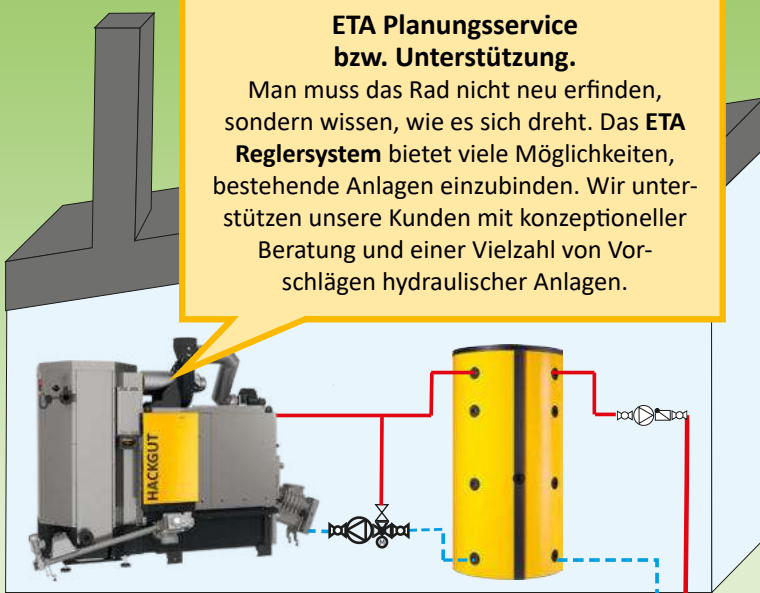 ETA Planungsservice
bzw. Unterstützung.
Man muss das Rad nicht neu erfinden,
sondern wissen, wie es sich dreht. Das ETA
Reglersystem bietet viele Möglichkeiten,
bestehende Anlagen einzubinden. Wir unter-
stützen unsere Kunden mit konzeptioneller
Beratung und einer Vielzahl von Vor-
schlägen hydraulischer Anlagen.
HACKGUT